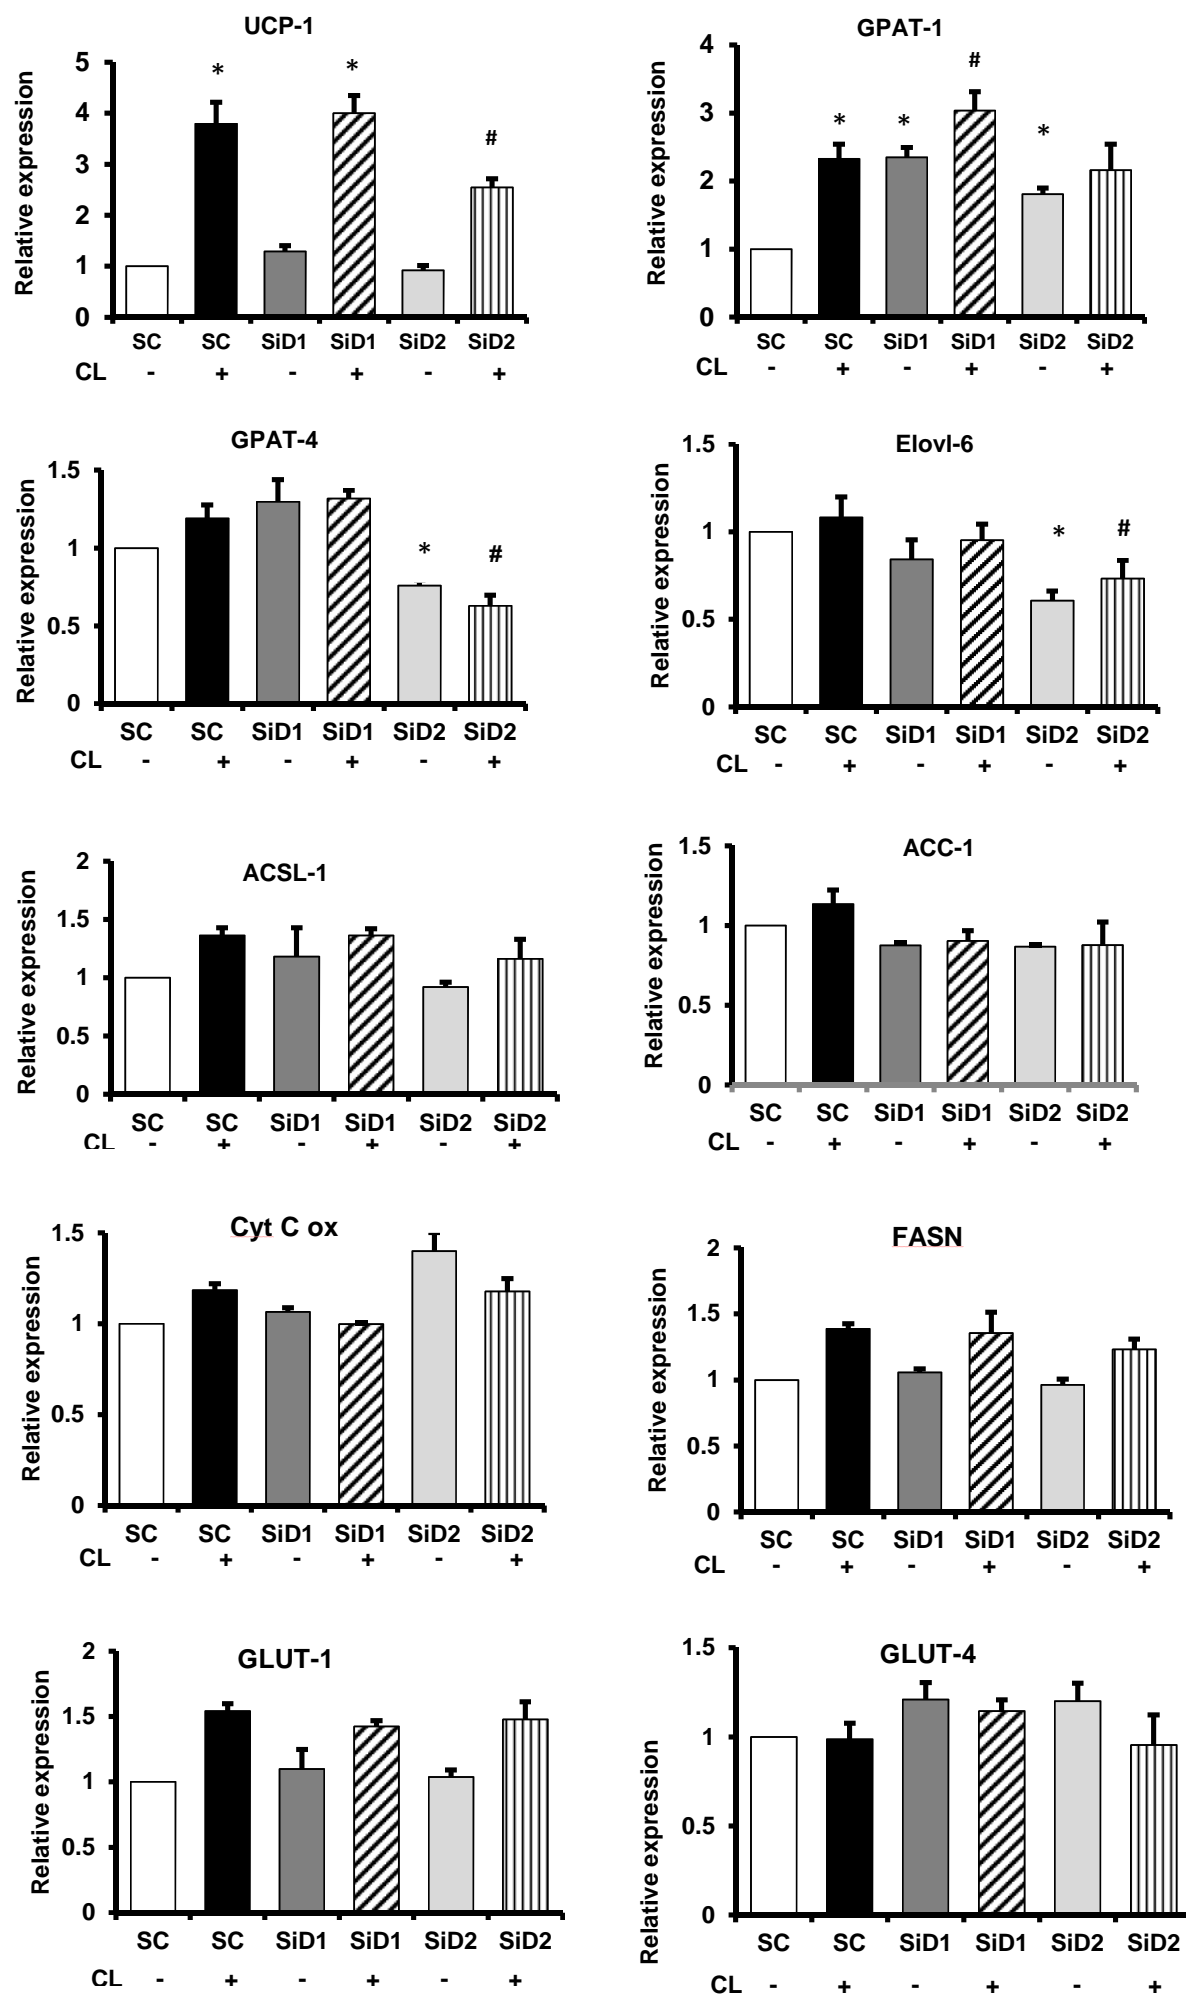 UCP-1
Relative expression
5
4
3
2
1
0
* * #
SC SC SiD1 SiD1 SiD2 SiD2
CL - + - + - +
GPAT-1
Relative expression
4
3
2
1
0
* * # *
SC SC SiD1 SiD1 SiD2 SiD2
CL - + - + - +
GPAT-4
Relative expression
1.5
1
0.5
0
* #
SC SC SiD1 SiD1 SiD2 SiD2
CL - + - + - +
Elovl-6
Relative expression
1.5
1
0.5
0
* #
SC SC SiD1 SiD1 SiD2 SiD2
CL - + - + - +
ACSL-1
Relative expression
2
1.5
1
0.5
0
SC SC SiD1 SiD1 SiD2 SiD2
CL - + - + - +
ACC-1
Relative expression
1.5
1
0.5
0
SC SC SiD1 SiD1 SiD2 SiD2
CL - + - + - +
Cyt C ox
Relative expression
1.5
1
0.5
0
SC SC SiD1 SiD1 SiD2 SiD2
CL - + - + - +
FASN
Relative expression
2
1.5
1
0.5
0
SC SC SiD1 SiD1 SiD2 SiD2
CL - + - + - +
GLUT-1
Relative expression
2
1.5
1
0.5
0
SC SC SiD1 SiD1 SiD2 SiD2
CL - + - + - +
GLUT-4
Relative expression
1.5
1
0.5
0
SC SC SiD1 SiD1 SiD2 SiD2
CL - + - + - +